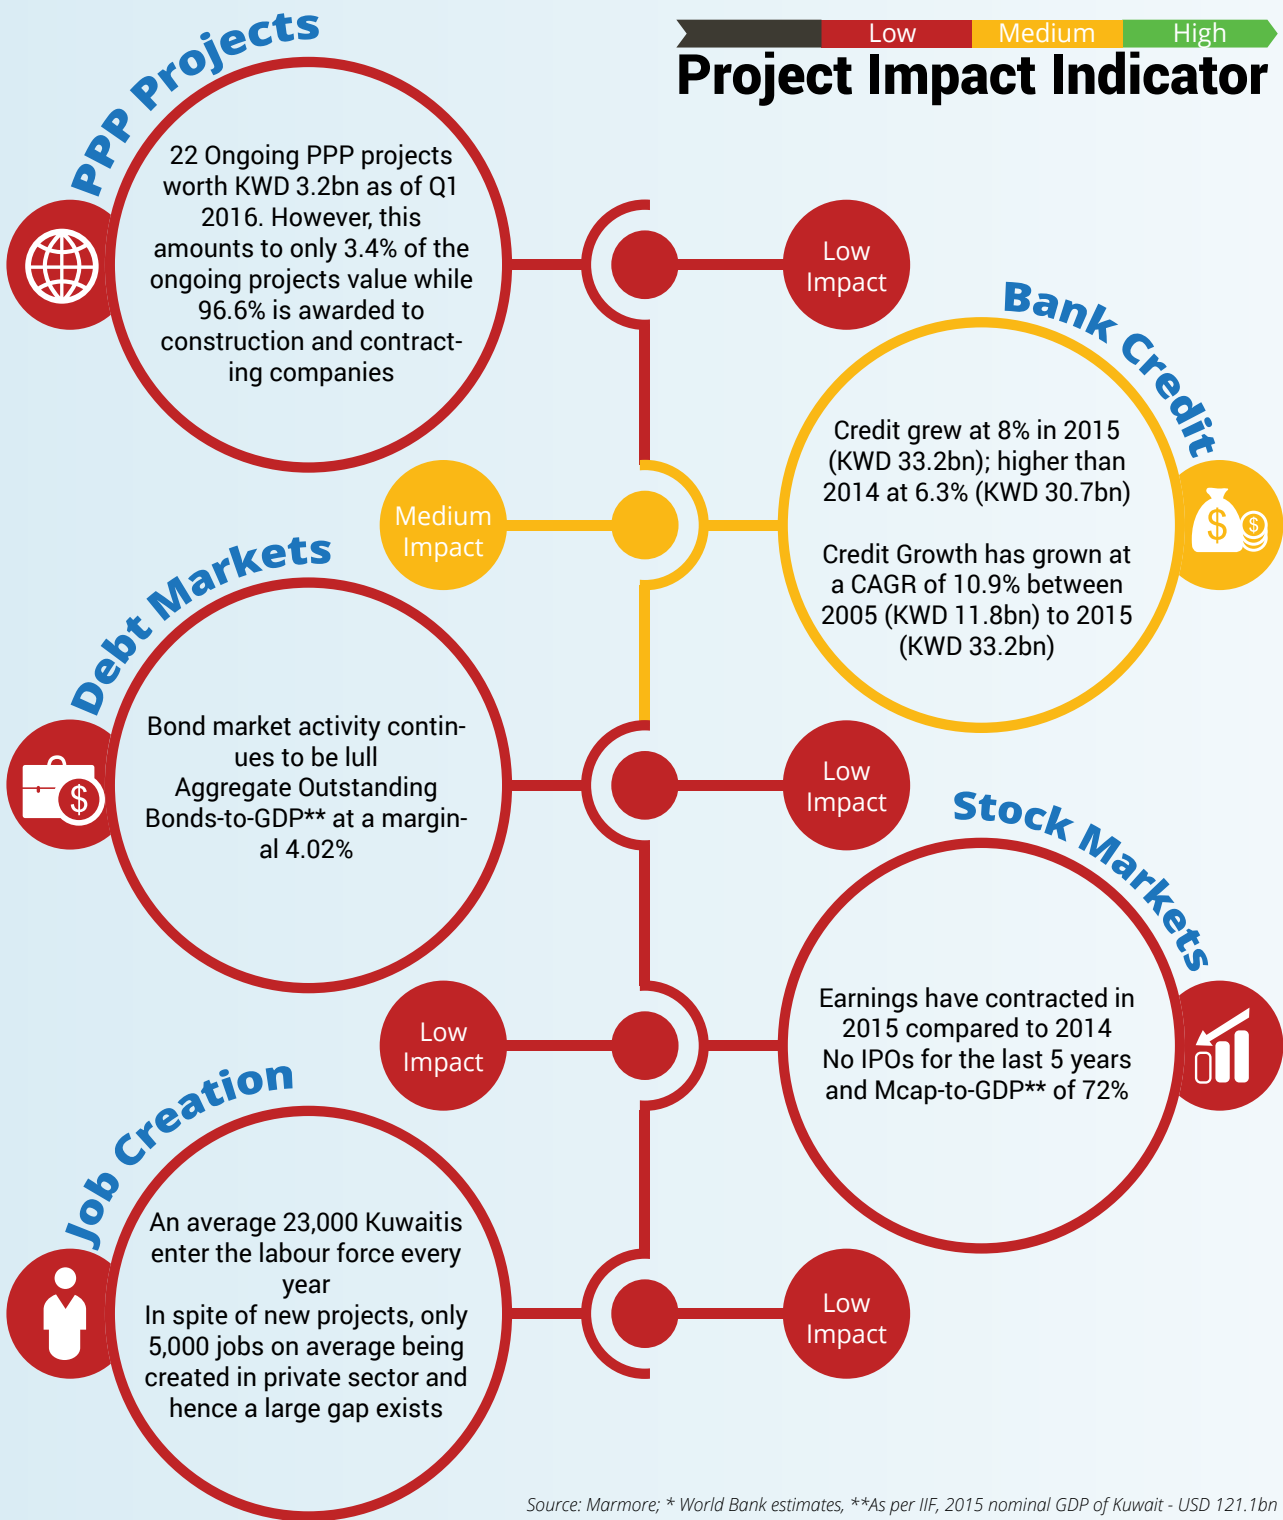 Low Medium High
Project Impact Indicator
PPP Projects
22 Ongoing PPP projects
worth KWD 3.2bn as of Q1
2016. However, this
amounts to only 3.4% of the
ongoing projects value while
96.6% is awarded to
construction and contract-
ing companies
Low
Impact
Bank Credit
Credit grew at 8% in 2015
(KWD 33.2bn); higher than
2014 at 6.3% (KWD 30.7bn)
Credit Growth has grown at
a CAGR of 10.9% between
2005 (KWD 11.8bn) to 2015
(KWD 33.2bn)
$
$
Medium
Impact
Debt Markets
Bond market activity contin-
ues to be lull
Aggregate Outstanding
Bonds-to-GDP** at a margin-
al 4.02%
$
Low
Impact
Stock Markets
Earnings have contracted in
2015 compared to 2014
No IPOs for the last 5 years
and Mcap-to-GDP** of 72%
Low
Impact
Job Creation
An average 23,000 Kuwaitis
enter the labour force every
year
In spite of new projects, only
5,000 jobs on average being
created in private sector and
hence a large gap exists
Low
Impact
Source: Marmore; * World Bank estimates, **As per IIF, 2015 nominal GDP of Kuwait - USD 121.1bn